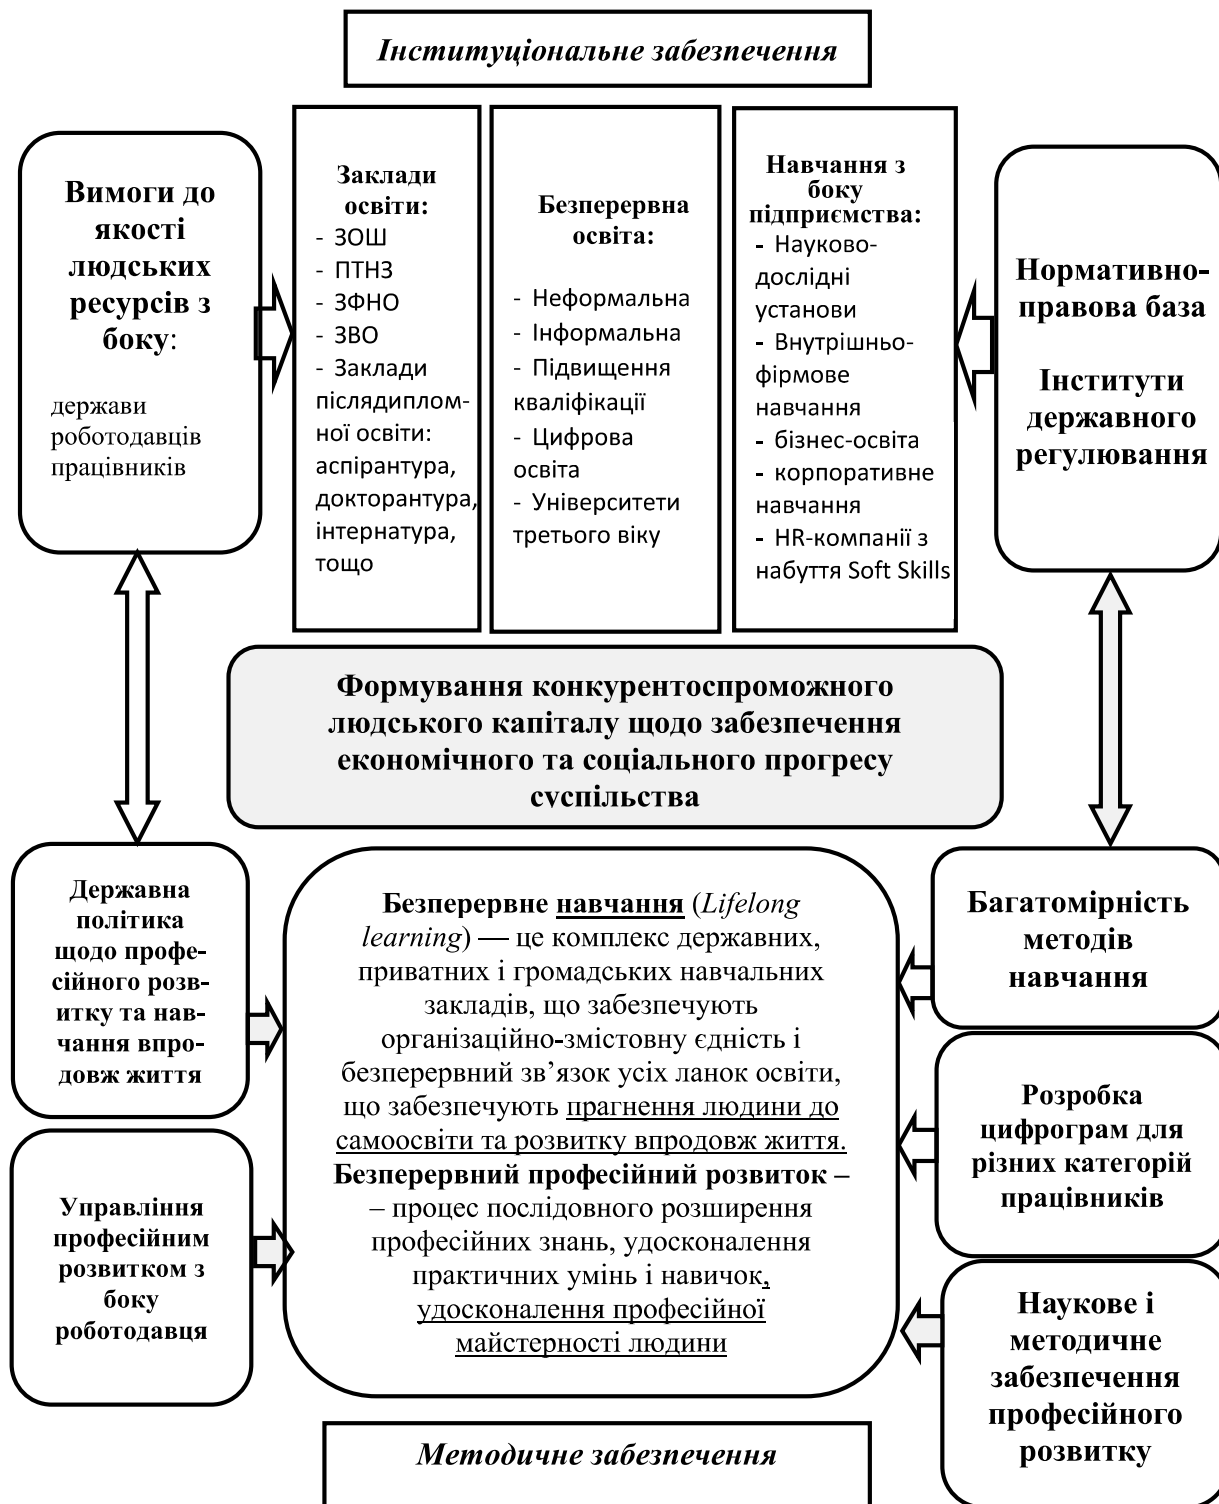 Інституціональне забезпечення
Вимоги до
якості
людських
ресурсів з
боку:
держави
роботодавців
працівників
Заклади
освіти:
- ЗОШ
- ПТНЗ
- ЗФНО
- ЗВО
- Заклади
післядиплом-
ної освіти:
аспірантура,
докторантура,
інтернатура,
тощо
Безперервна
освіта:
- Неформальна
- Інформальна
- Підвищення
кваліфікації
- Цифрова
освіта
- Університети
третього віку
Навчання з
боку
підприємства:
- Науково-
дослідні
установи
- Внутрішньо-
фірмове
навчання
- бізнес-освіта
- корпоративне
навчання
- HR-компанії з
набуття Soft Skills
Нормативно-
правова база
Інститути
державного
регулювання
Формування конкурентоспроможного
людського капіталу щодо забезпечення
економічного та соціального прогресу
суспільства
Державна
політика
щодо профе-
сійного розв-
итку та нав-
чання впро-
довж життя
Управління
професійним
розвитком з
боку
роботодавця
Безперервне навчання (Lifelong
learning) — це комплекс державних,
приватних і громадських навчальних
закладів, що забезпечують
організаційно-змістовну єдність і
безперервний зв’язок усіх ланок освіти,
що забезпечують прагнення людини до
самоосвіти та розвитку впродовж життя.
Безперервний професійний розвиток –
– процес послідовного розширення
професійних знань, удосконалення
практичних умінь і навичок,
удосконалення професійної
майстерності людини
Багатомірність
методів
навчання
Розробка
цифрограм для
різних категорій
працівників
Наукове і
методичне
забезпечення
професійного
розвитку
Методичне забезпечення